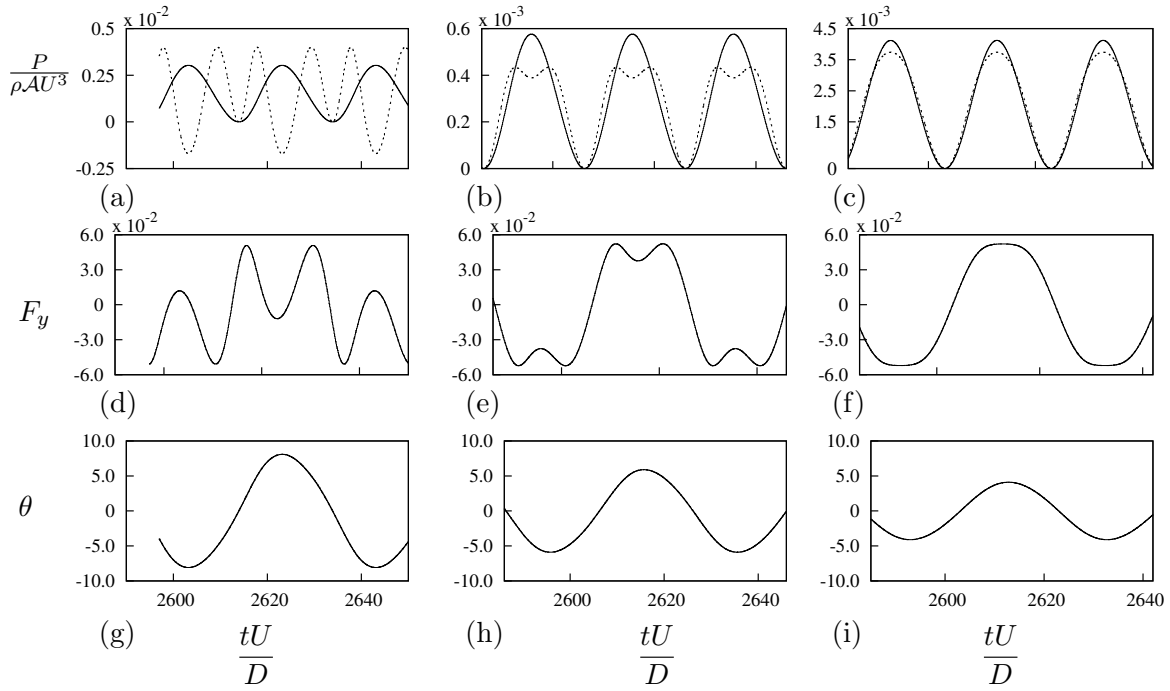 x 10^-2 x 10^-3 x 10^-3
P/(ρAU^3)
0.5 0.25 0 -0.25
0.6 0.4 0.2 0
4.5 3.5 2.5 1.5 0
(a) (b) (c)
x 10^-2 x 10^-2 x 10^-2
F_y
6.0 3.0 0 -3.0 -6.0
6.0 3.0 0 -3.0 -6.0
6.0 3.0 0 -3.0 -6.0
(d) (e) (f)
θ
10.0 5.0 0 -5.0 -10.0
10.0 5.0 0 -5.0 -10.0
10.0 5.0 0 -5.0 -10.0
2600 2620 2640 2600 2620 2640 2600 2620 2640
(g) (h) (i)
tU/D tU/D tU/D